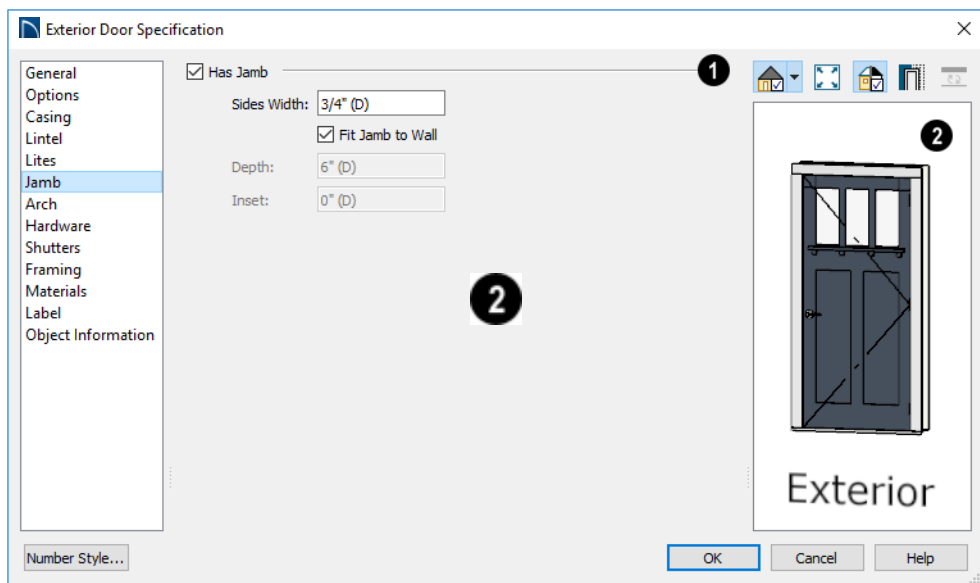 Exterior Door Specification
General
Options
Casing
Lintel
Lites
Jamb
Arch
Hardware
Shutters
Framing
Materials
Label
Object Information
Has Jamb
1
Sides Width: 3/4" (D)
Fit Jamb to Wall
Depth: 6" (D)
Inset: 0" (D)
2
2
Exterior
Number Style...
OK
Cancel
Help